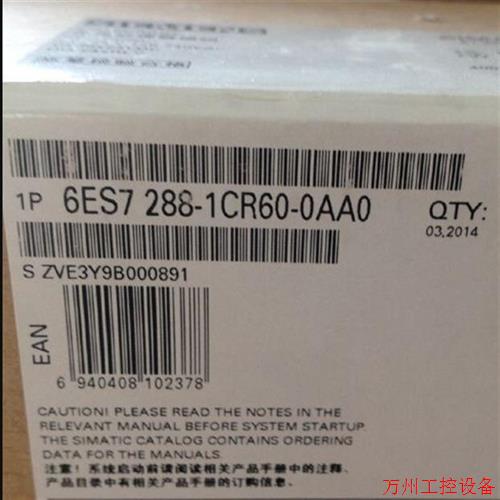 1P 6ES7 288-1CR60-0AA0
QTY:
03.2014
S ZVE3Y9B000891
EAN
6 940408 102378
CAUTION! PLEASE READ THE NOTES IN THE
RELEVANT MANUAL BEFORE SYSTEM STARTUP.
THE SIMATIC CATALOG CONTAINS ORDERING
DATA FOR THE MANUALS.
注意！系统启动前请阅读相关产品手册中的注释。
产品目录中有相关产品手册的订购信息。
万州工控设备